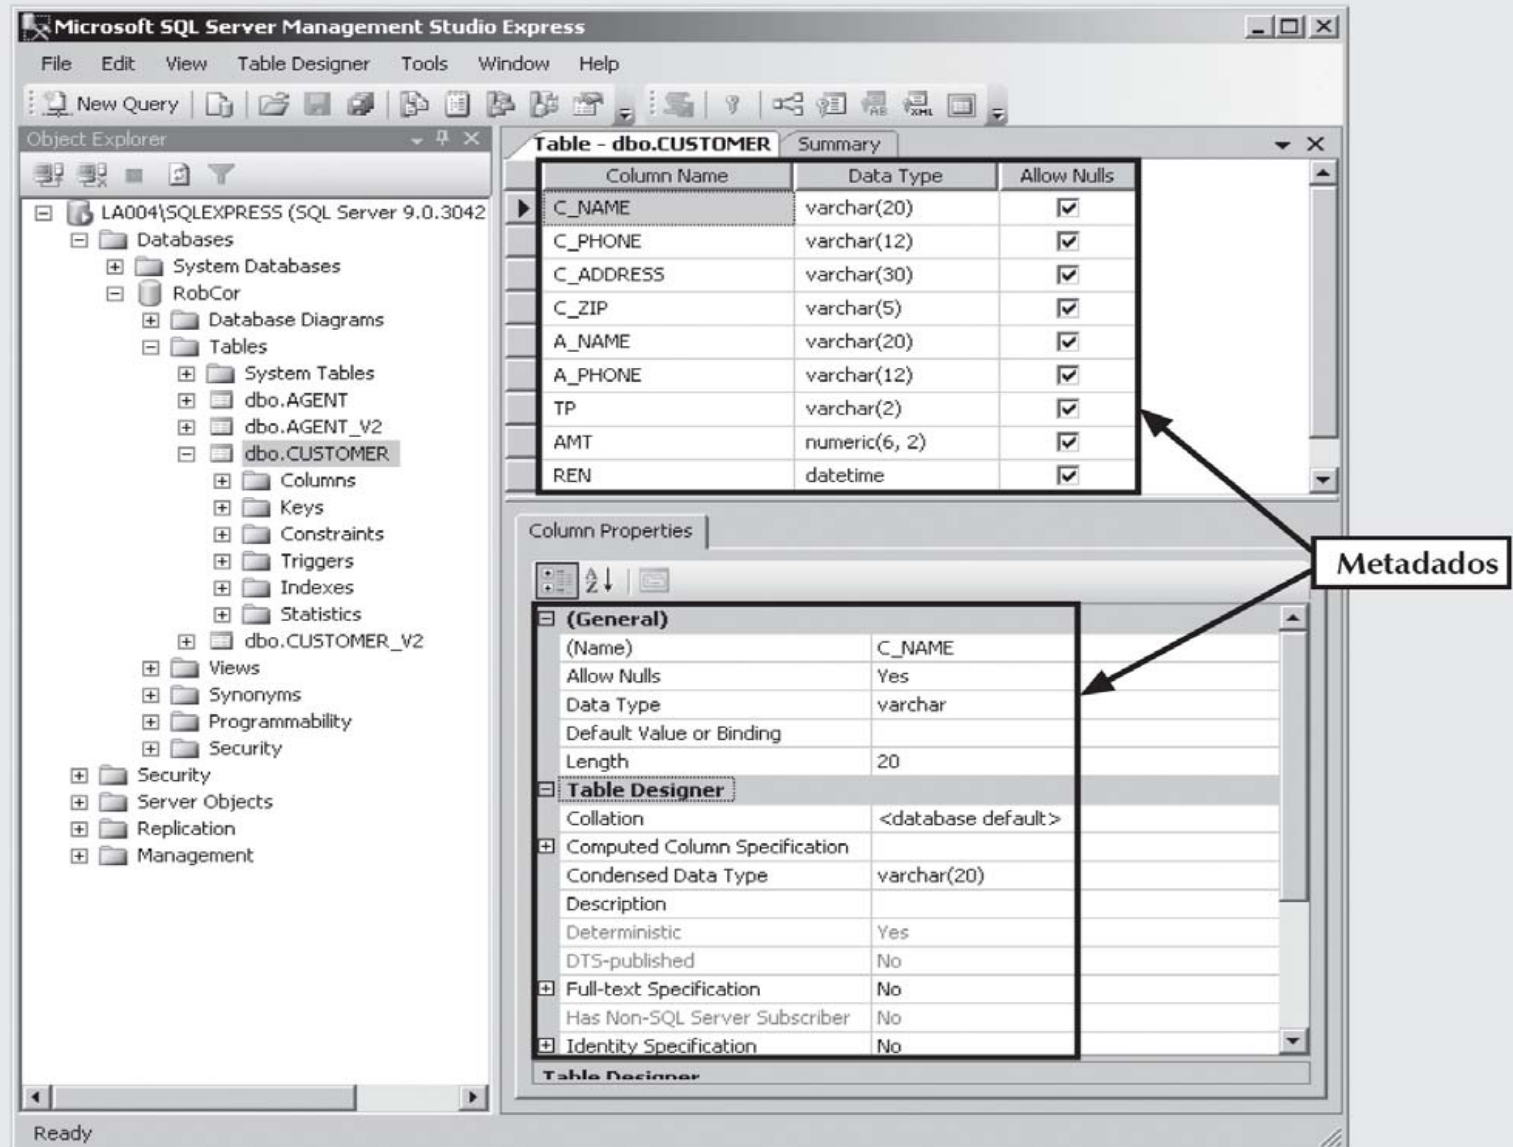 Microsoft SQL Server Management Studio Express
File Edit View Table Designer Tools Window Help
New Query
Object Explorer
LA004\SQLEXPRESS (SQL Server 9.0.3042
Databases
System Databases
RobCor
Database Diagrams
Tables
System Tables
dbo.AGENT
dbo.AGENT_V2
dbo.CUSTOMER
Columns
Keys
Constraints
Triggers
Indexes
Statistics
dbo.CUSTOMER_V2
Views
Synonyms
Programmability
Security
Security
Server Objects
Replication
Management
Table - dbo.CUSTOMER Summary
Column Name Data Type Allow Nulls
C_NAME varchar(20)
C_PHONE varchar(12)
C_ADDRESS varchar(30)
C_ZIP varchar(5)
A_NAME varchar(20)
A_PHONE varchar(12)
TP varchar(2)
AMT numeric(6, 2)
REN datetime
Metadados
Column Properties
(General)
(Name) C_NAME
Allow Nulls Yes
Data Type varchar
Default Value or Binding
Length 20
Table Designer
Collation <database default>
Computed Column Specification
Condensed Data Type varchar(20)
Description
Deterministic Yes
DTS-published No
Full-text Specification No
Has Non-SQL Server Subscriber No
Identity Specification No
Table Designer
Ready